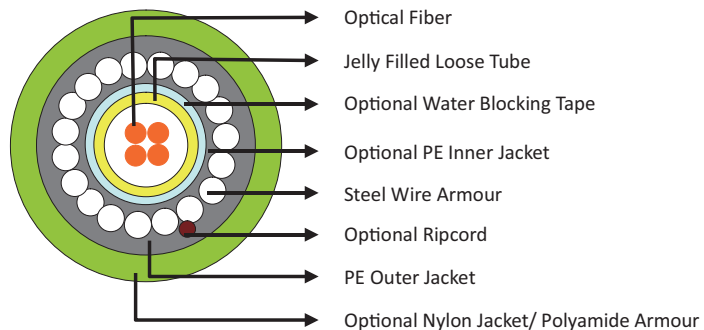 Optical Fiber
Jelly Filled Loose Tube
Optional Water Blocking Tape
Optional PE Inner Jacket
Steel Wire Armour
Optional Ripcord
PE Outer Jacket
Optional Nylon Jacket/ Polyamide Armour